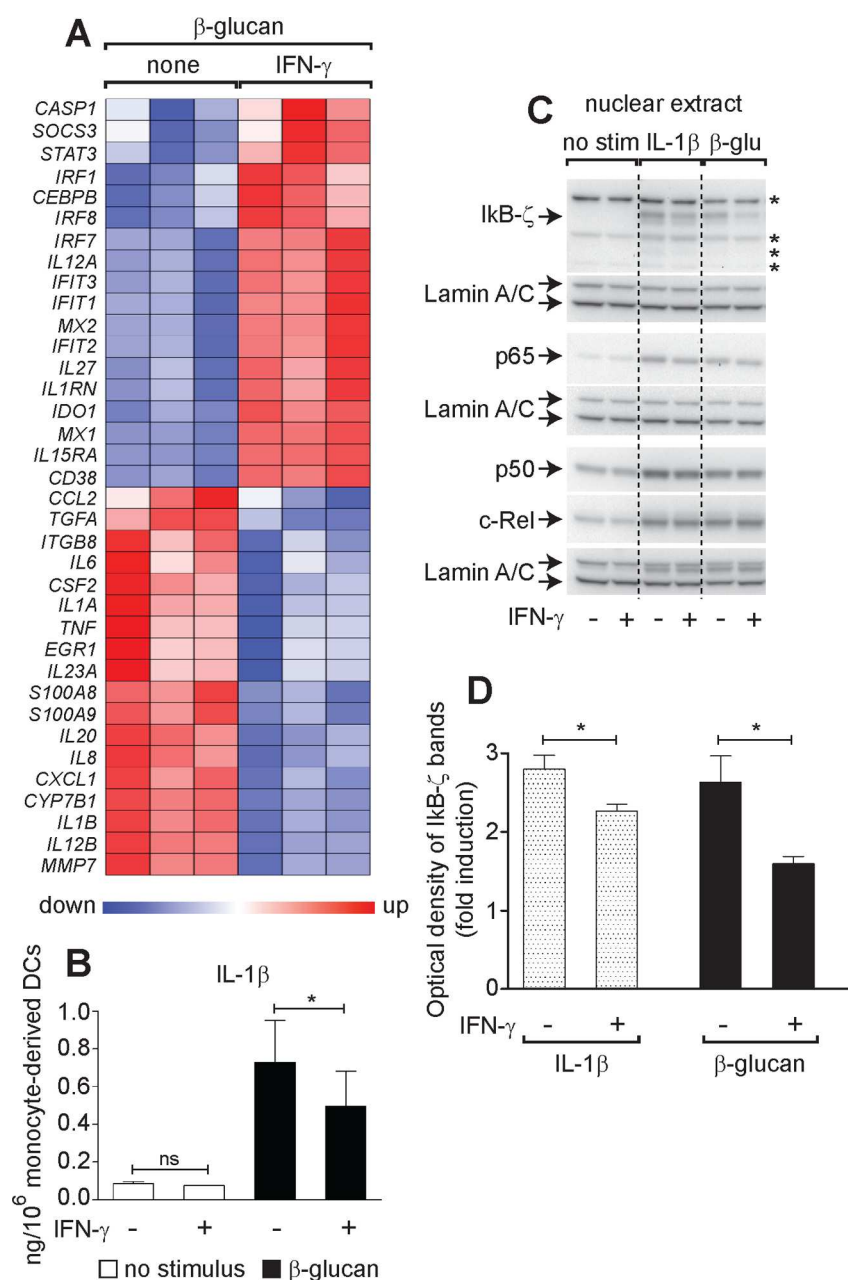 A
β-glucan
none IFN-γ
CASP1
SOCS3
STAT3
IRF1
CEBPB
IRF8
IRF7
IL12A
IFIT3
IFIT1
MX2
IFIT2
IL27
IL1RN
IDO1
MX1
IL15RA
CD38
CCL2
TGFA
ITGB8
IL6
CSF2
IL1A
TNF
EGR1
IL23A
S100A8
S100A9
IL20
IL8
CXCL1
CYP7B1
IL1B
IL12B
MMP7
down up
B
IL-1β
ng/10⁶ monocyte-derived DCs
1.0
0.8
0.6
0.4
0.2
0.0
ns
*
IFN-γ - + - +
no stimulus β-glucan
C
nuclear extract
no stim IL-1β β-glu
IkB-ζ
*
*
*
*
Lamin A/C
p65
Lamin A/C
p50
c-Rel
Lamin A/C
IFN-γ - + - + - +
D
Optical density of IkB-ζ bands
(fold induction)
3
2
1
0
* *
IFN-γ - + - +
IL-1β β-glucan